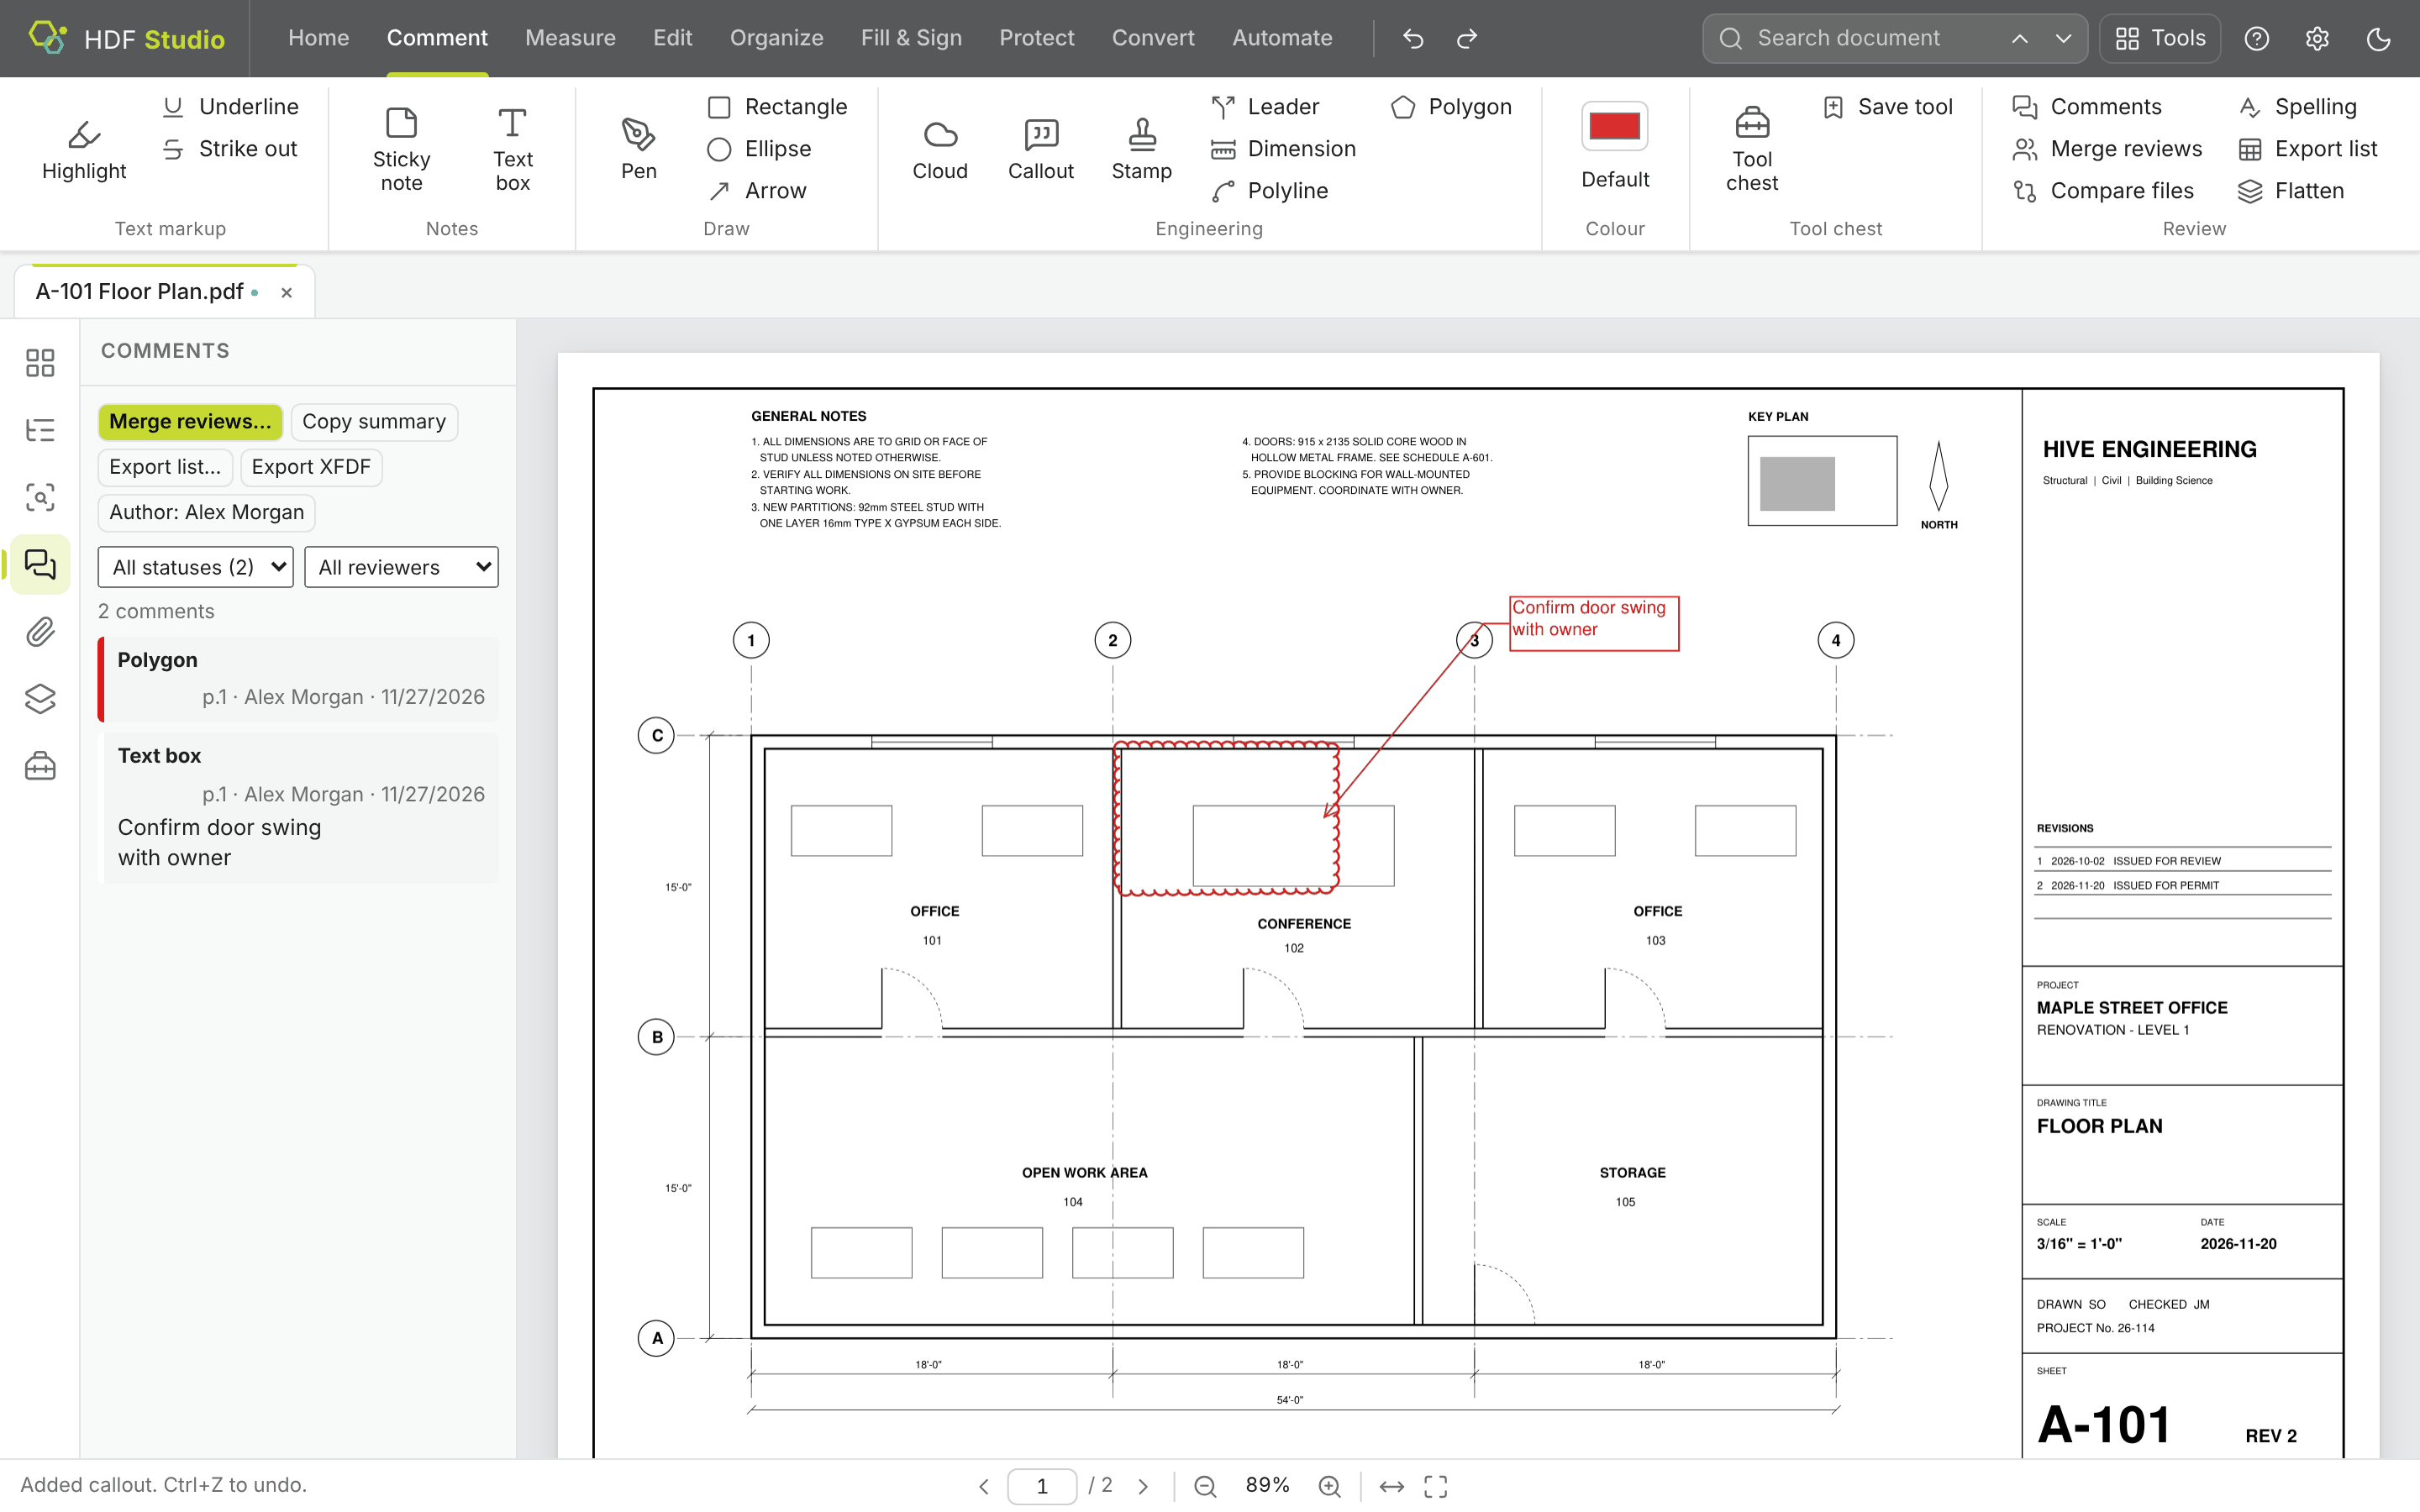 HDF Studio
Home Comment Measure Edit Organize Fill & Sign Protect Convert Automate
Search document
Tools
Highlight
Underline
Strike out
Text markup
Sticky note
Text box
Notes
Pen
Rectangle
Ellipse
Arrow
Draw
Cloud
Callout
Stamp
Leader
Dimension
Polyline
Polygon
Engineering
Default
Colour
Tool chest
Save tool
Tool chest
Comments
Merge reviews
Compare files
Spelling
Export list
Flatten
Review
A-101 Floor Plan.pdf
COMMENTS
Merge reviews...
Copy summary
Export list...
Export XFDF
Author: Alex Morgan
All statuses (2)
All reviewers
2 comments
Polygon
p.1 · Alex Morgan · 11/27/2026
Text box
p.1 · Alex Morgan · 11/27/2026
Confirm door swing
with owner
GENERAL NOTES
1. ALL DIMENSIONS ARE TO GRID OR FACE OF
STUD UNLESS NOTED OTHERWISE.
2. VERIFY ALL DIMENSIONS ON SITE BEFORE
STARTING WORK.
3. NEW PARTITIONS: 92mm STEEL STUD WITH
ONE LAYER 16mm TYPE X GYPSUM EACH SIDE.
4. DOORS: 915 x 2135 SOLID CORE WOOD IN
HOLLOW METAL FRAME. SEE SCHEDULE A-601.
5. PROVIDE BLOCKING FOR WALL-MOUNTED
EQUIPMENT. COORDINATE WITH OWNER.
KEY PLAN
NORTH
Confirm door swing
with owner
1
2
3
4
C
B
A
15'-0"
15'-0"
OFFICE
101
CONFERENCE
102
OFFICE
103
OPEN WORK AREA
104
STORAGE
105
18'-0"
18'-0"
18'-0"
54'-0"
HIVE ENGINEERING
Structural | Civil | Building Science
REVISIONS
1 2026-10-02 ISSUED FOR REVIEW
2 2026-11-20 ISSUED FOR PERMIT
PROJECT
MAPLE STREET OFFICE
RENOVATION - LEVEL 1
DRAWING TITLE
FLOOR PLAN
SCALE
3/16" = 1'-0"
DATE
2026-11-20
DRAWN SO CHECKED JM
PROJECT No. 26-114
SHEET
A-101
REV 2
Added callout. Ctrl+Z to undo.
1 / 2
89%